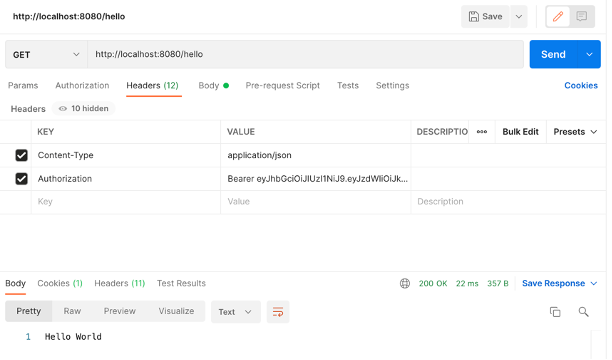 http://localhost:8080/hello
Save
GET http://localhost:8080/hello Send
Params Authorization Headers (12) Body Pre-request Script Tests Settings Cookies
Headers 10 hidden
KEY VALUE DESCRIPTIO Bulk Edit Presets
Content-Type application/json
Authorization Bearer eyJhbGciOiJIUzI1NiJ9.eyJzdWIiOiJk...
Key Value Description
Body Cookies (1) Headers (11) Test Results 200 OK 22 ms 357 B Save Response
Pretty Raw Preview Visualize Text
1 Hello World